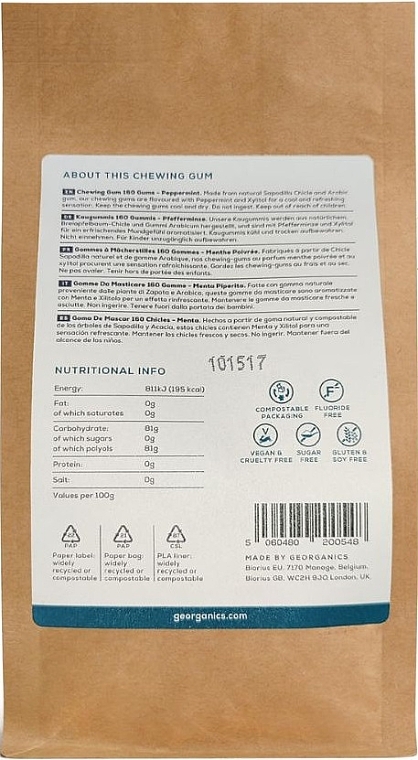 ABOUT THIS CHEWING GUM
EN Chewing Gum 160 Gums - Peppermint. Made from natural Sapodilla Chicle and Arabic
gum, our chewing gums are flavoured with Peppermint and Xylitol for a cool and refreshing
sensation. Keep the chewing gums cool and dry. Do not ingest. Keep out of reach of children.
DE Kaugummis 160 Gummis - Pfefferminze. Unsere Kaugummis werden aus natürlichem
Breiapfelbaum-Chicle und Gummi Arabicum hergestellt, und sind mit Pfefferminze und Xylitol
für ein erfrischendes Mundgefühl aromatisiert. Kaugummis kühl und trocken aufbewahren.
Nicht einnehmen. Für Kinder unzugänglich aufbewahren.
FR Gommes à Mâcher 160 Gommes - Menthe Poivrée. Fabriquées à partir de Chicle
Sapodilla naturel et de gomme Arabique, nos chewing-gums au parfum menthe poivrée et au
xylitol procurent une sensation rafraîchissante. Gardez les chewing-gums au frais et au sec.
Ne pas avaler. Tenir hors de portée des enfants.
IT Gomme Da Masticare 160 Gomme - Menta Piperita. Fatte con gomma naturale
proveniente dalle piante di Zapote e Arabica, queste gomme da masticare sono aromatizzate
con Menta e Xilitolo per un effetto rinfrescante. Mantenere le gomme da masticare fresche e
asciutte. Non ingerire. Tenere fuori dalla portata dei bambini.
ES Goma De Mascar 160 Chicles - Menta. Hechos a partir de goma natural y compostable
de los árboles de Sapodilla y Acacia, estos chicles contienen Menta y Xilitol para una
sensación refrescante. Mantener las chicles frescos y secos. No ingerir. Mantener fuera del
alcance de los niños.
101517
NUTRITIONAL INFO
Energy: 811kJ (195 kcal)
Fat: 0g
of which saturates 0g
Carbohydrate: 81g
of which sugars 0g
of which polyols 81g
Protein: 0g
Salt: 0g
Values per 100g
COMPOSTABLE
PACKAGING
F
FLUORIDE
FREE
V
VEGAN &
CRUELTY FREE
SUGAR
FREE
GLUTEN &
SOY FREE
22
PAP
Paper label:
widely
recycled or
compostable
21
PAP
Paper bag:
widely
recycled or
compostable
87
CSL
PLA liner:
widely
recycled or
compostable
5 060480 200548
MADE BY GEORGANICS
Biorius EU, 7170 Manage, Belgium.
Biorius GB, WC2H 9JQ London, UK
georganics.com